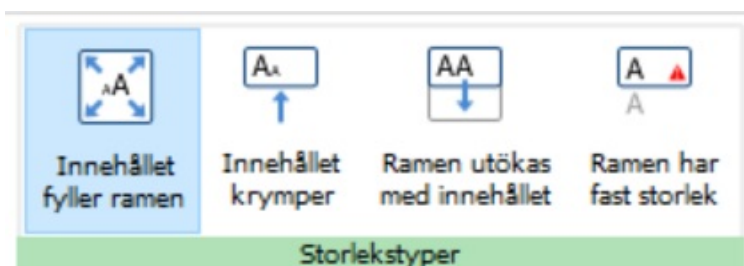 Innehållet
fyller ramen
Innehållet
krymper
Ramen utökas
med innehållet
Ramen har
fast storlek
Storlekstyper